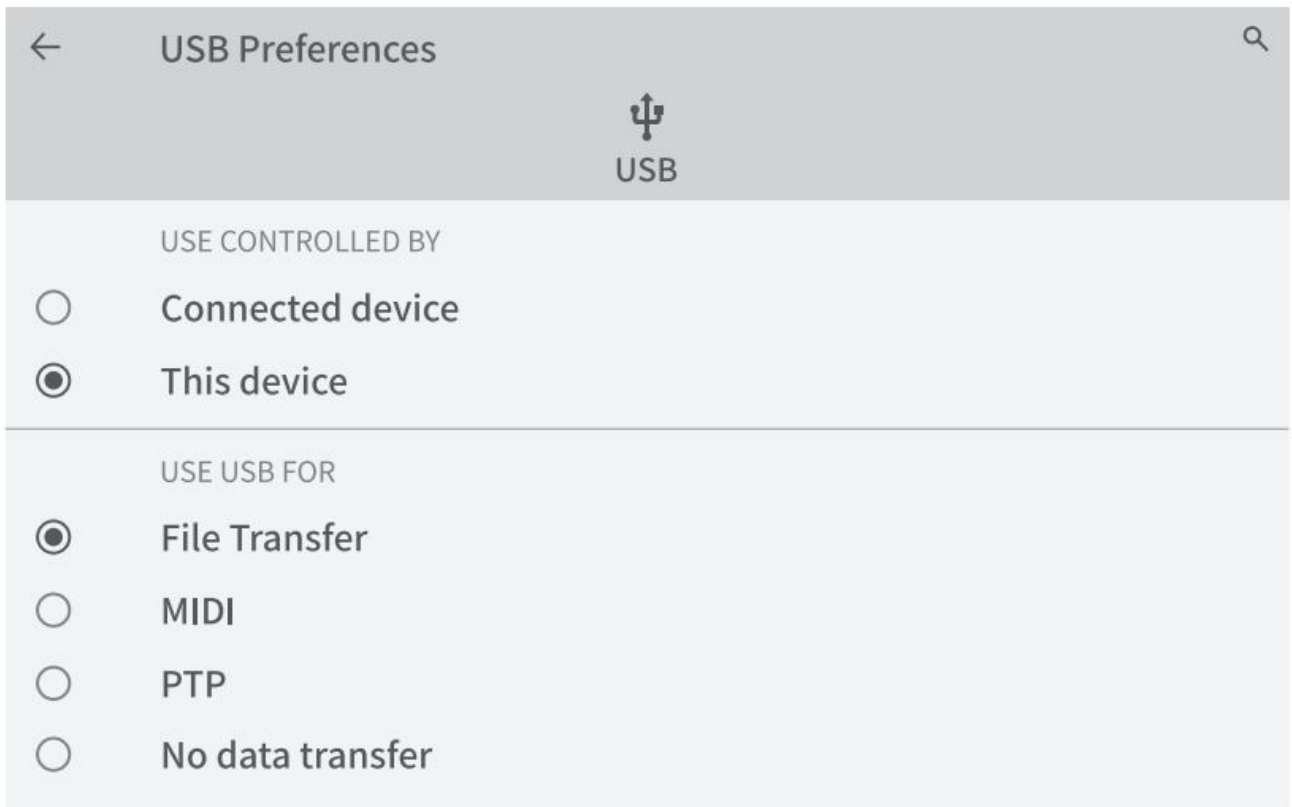 USB Preferences
USB
USE CONTROLLED BY
Connected device
This device
USE USB FOR
File Transfer
MIDI
PTP
No data transfer